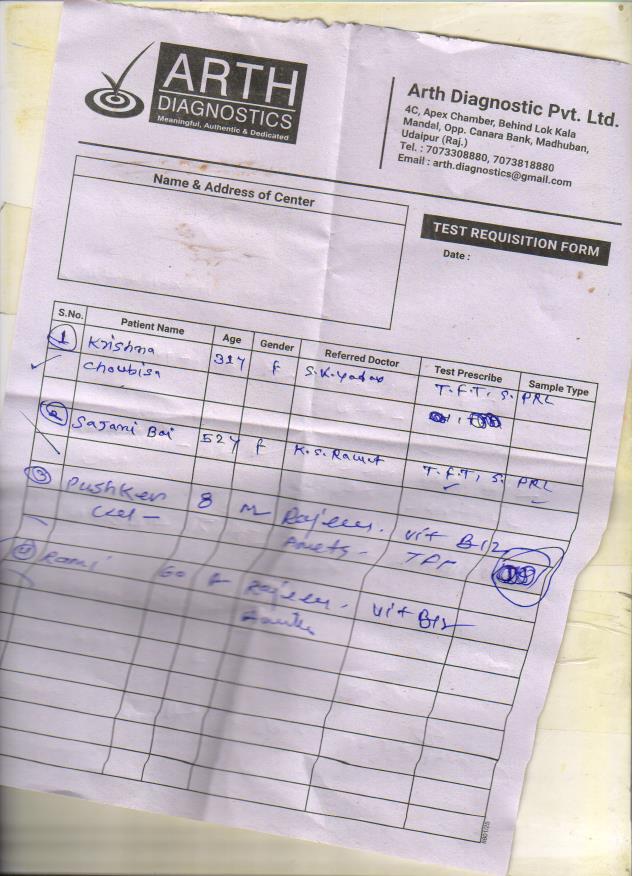 ARTH
DIAGNOSTICS
Meaningful, Authentic & Dedicated
Arth Diagnostic Pvt. Ltd.
4C, Apex Chamber, Behind Lok Kala
Mandal, Opp. Canara Bank, Madhuban,
Udaipur (Raj.)
Tel. : 7073308880, 7073818880
Email : arth.diagnostics@gmail.com
Name & Address of Center
TEST REQUISITION FORM
Date :
S.No. Patient Name Age Gender Referred Doctor Test Prescribe Sample Type
1 Krishna 31Y f S.K. Yadav T.F.T, S. PRL
Choubisa
2 Sajani Bai 52Y f K.S. Rawat T.F.T, S. PRL
3 Pushker 8 M Rajeev. Vit B12
4 Rami 60 F Rajeev. Vit B12